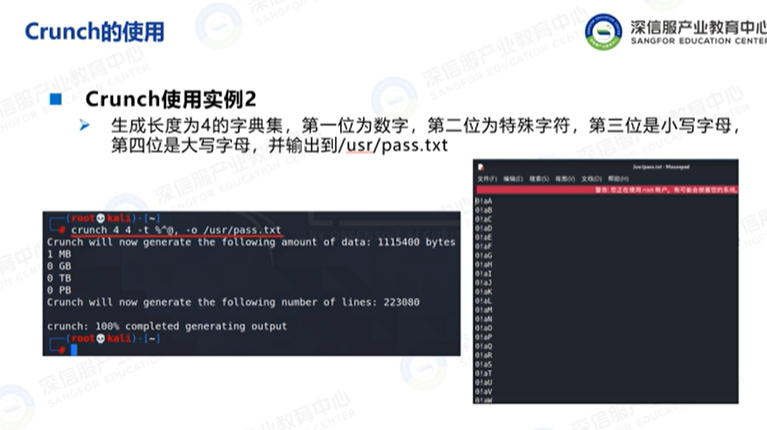 Crunch的使用
深信服产业教育中心
SANGFOR EDUCATION CENTER
Crunch使用实例2
生成长度为4的字典集，第一位为数字，第二位为特殊字符，第三位是小写字母，
第四位是大写字母，并输出到/usr/pass.txt
(root💀kali)-[~]
# crunch 4 4 -t %^@, -o /usr/pass.txt
Crunch will now generate the following amount of data: 1115400 bytes
1 MB
0 GB
0 TB
0 PB
Crunch will now generate the following number of lines: 223080
crunch: 100% completed generating output
(root💀kali)-[~]
#
/usr/pass.txt - Mousepad
文件(F) 编辑(E) 搜索(S) 视图(V) 文档(D) 帮助(H)
警告: 您正在使用 root 账户。有可能会损害您的系统。
0!aA
0!aB
0!aC
0!aD
0!aE
0!aF
0!aG
0!aH
0!aI
0!aJ
0!aK
0!aL
0!aM
0!aN
0!aO
0!aP
0!aQ
0!aR
0!aS
0!aT
0!aU
0!aV
0!aW